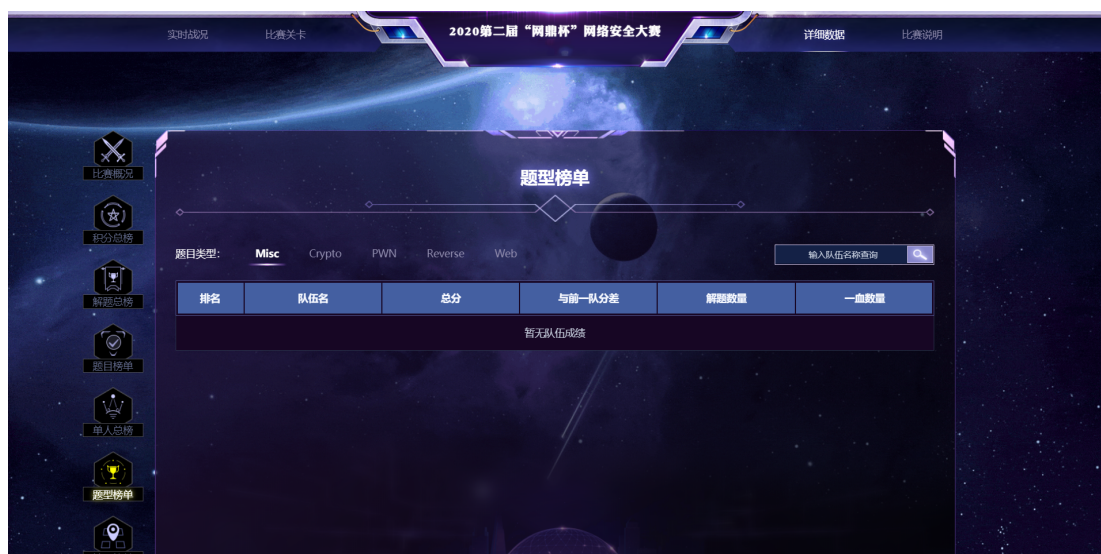 实时战况 比赛关卡 2020第二届“网鼎杯”网络安全大赛 详细数据 比赛说明
比赛概况
题型榜单
积分总榜
题目类型: Misc Crypto PWN Reverse Web 输入队伍名称查询
解题总榜
排名 队伍名 总分 与前一队分差 解题数量 一血数量
暂无队伍成绩
题目榜单
单人总榜
题型榜单